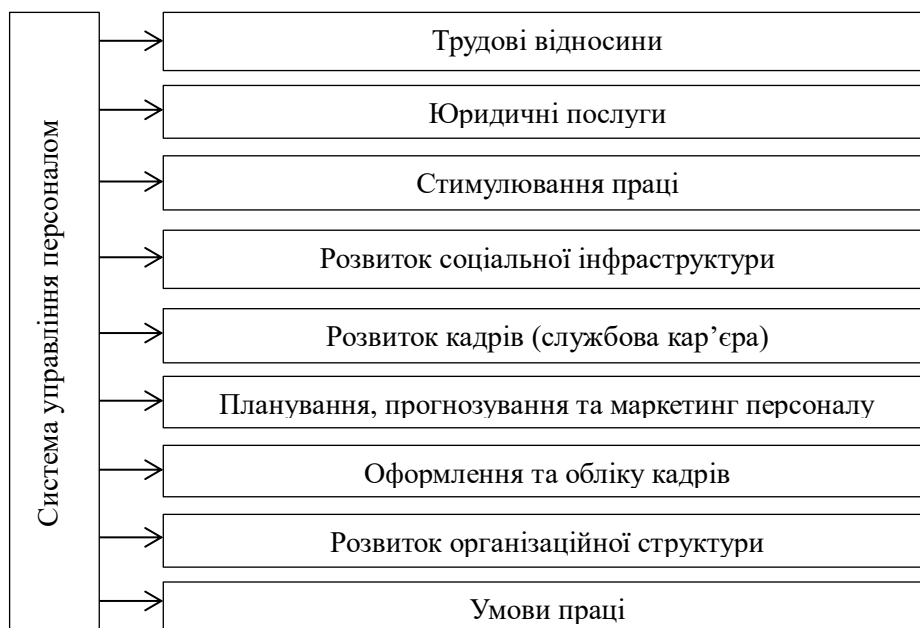 Система управління персоналом
Трудові відносини
Юридичні послуги
Стимулювання праці
Розвиток соціальної інфраструктури
Розвиток кадрів (службова кар’єра)
Планування, прогнозування та маркетинг персоналу
Оформлення та обліку кадрів
Розвиток організаційної структури
Умови праці